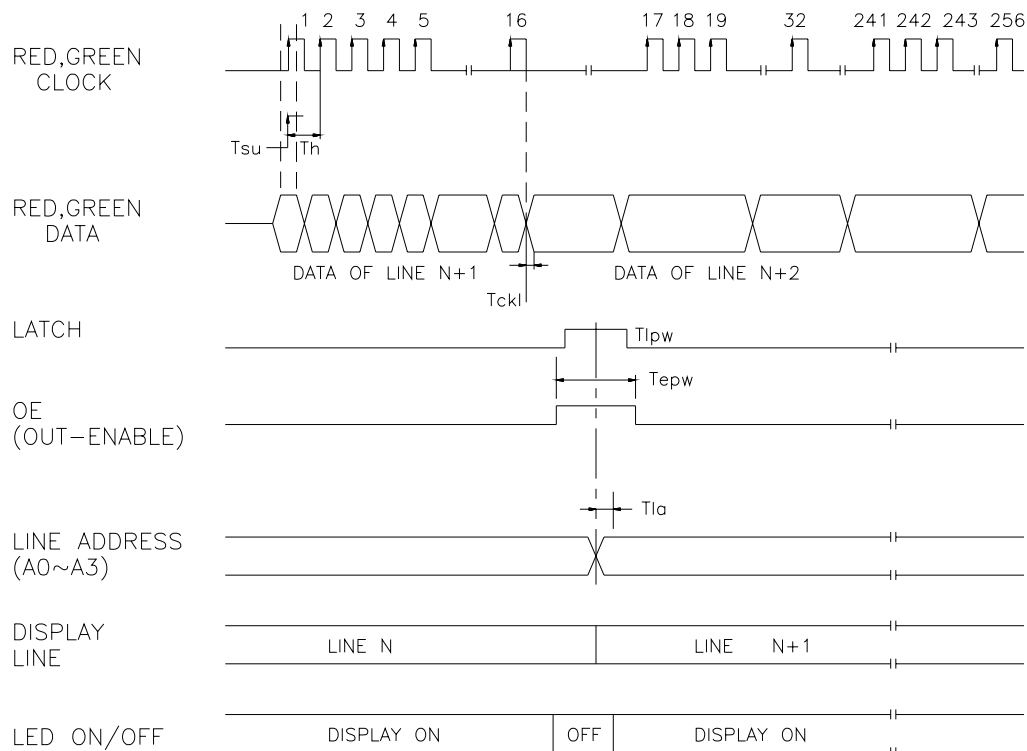 1 2 3 4 5 16 17 18 19 32 241 242 243 256
RED,GREEN
CLOCK
Tsu Th
RED,GREEN
DATA
DATA OF LINE N+1 DATA OF LINE N+2
Tckl
LATCH
Tlpw
Tepw
OE
(OUT-ENABLE)
Tla
LINE ADDRESS
(A0~A3)
DISPLAY
LINE
LINE N LINE N+1
LED ON/OFF DISPLAY ON OFF DISPLAY ON